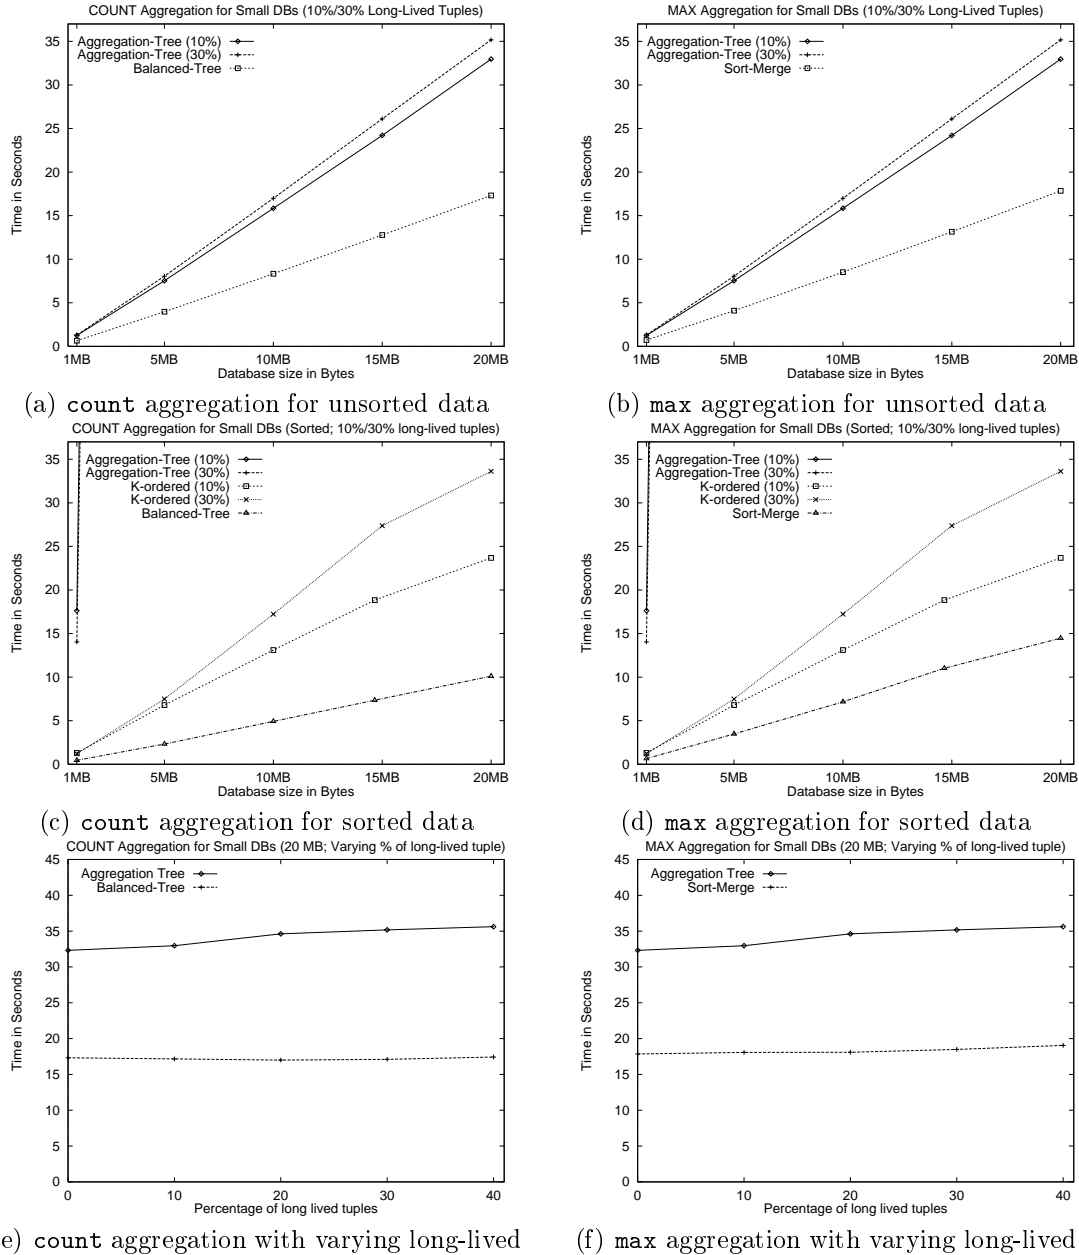 COUNT Aggregation for Small DBs (10%/30% Long-Lived Tuples)
Aggregation-Tree (10%)
Aggregation-Tree (30%)
Balanced-Tree
35
30
25
20
15
10
5
0
Time in Seconds
1MB 5MB 10MB 15MB 20MB
Database size in Bytes
(a) count aggregation for unsorted data
MAX Aggregation for Small DBs (10%/30% Long-Lived Tuples)
Aggregation-Tree (10%)
Aggregation-Tree (30%)
Sort-Merge
35
30
25
20
15
10
5
0
Time in Seconds
1MB 5MB 10MB 15MB 20MB
Database size in Bytes
(b) max aggregation for unsorted data
COUNT Aggregation for Small DBs (Sorted; 10%/30% long-lived tuples)
Aggregation-Tree (10%)
Aggregation-Tree (30%)
K-ordered (10%)
K-ordered (30%)
Balanced-Tree
35
30
25
20
15
10
5
0
Time in Seconds
1MB 5MB 10MB 15MB 20MB
Database size in Bytes
(c) count aggregation for sorted data
MAX Aggregation for Small DBs (Sorted; 10%/30% long-lived tuples)
Aggregation-Tree (10%)
Aggregation-Tree (30%)
K-ordered (10%)
K-ordered (30%)
Sort-Merge
35
30
25
20
15
10
5
0
Time in Seconds
1MB 5MB 10MB 15MB 20MB
Database size in Bytes
(d) max aggregation for sorted data
COUNT Aggregation for Small DBs (20 MB; Varying % of long-lived tuple)
Aggregation Tree
Balanced-Tree
45
40
35
30
25
20
15
10
5
0
Time in Seconds
0 10 20 30 40
Percentage of long lived tuples
e) count aggregation with varying long-lived
MAX Aggregation for Small DBs (20 MB; Varying % of long-lived tuple)
Aggregation Tree
Sort-Merge
45
40
35
30
25
20
15
10
5
0
Time in Seconds
0 10 20 30 40
Percentage of long lived tuples
(f) max aggregation with varying long-lived